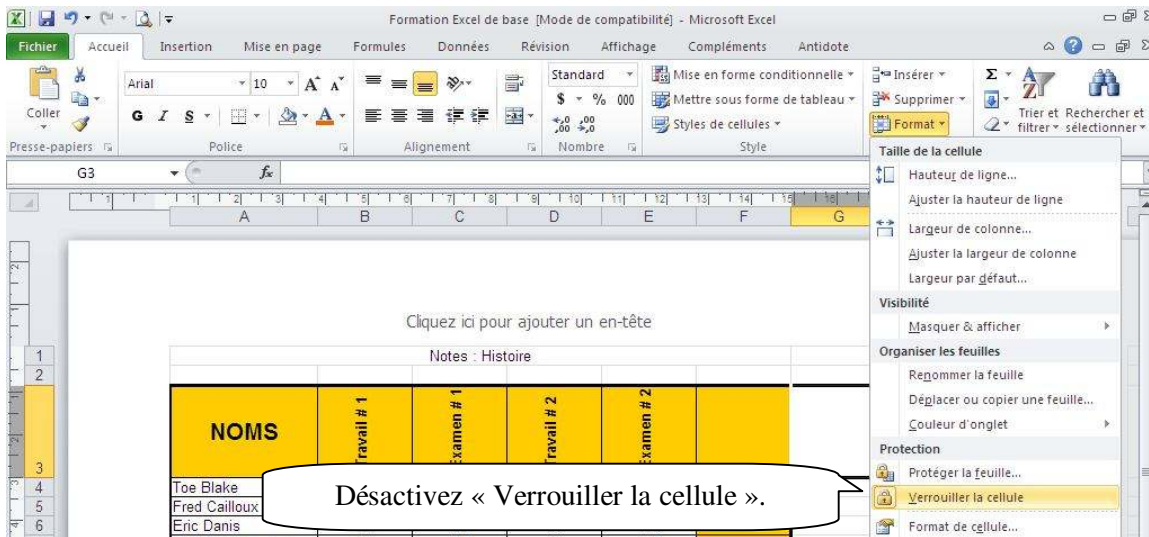 Formation Excel de base [Mode de compatibilité] - Microsoft Excel
Fichier Accueil Insertion Mise en page Formules Données Révision Affichage Compléments Antidote
Coller
Presse-papiers
Arial 10
G I S
Police
Alignement
Standard
$ % 000
Nombre
Mise en forme conditionnelle
Mettre sous forme de tableau
Styles de cellules
Style
Insérer
Supprimer
Format
Trier et filtrer
Rechercher et sélectionner
G3 fx
A B C D E F G
Taille de la cellule
Hauteur de ligne...
Ajuster la hauteur de ligne
Largeur de colonne...
Ajuster la largeur de colonne
Largeur par défaut...
Visibilité
Masquer & afficher
Organiser les feuilles
Renommer la feuille
Déplacer ou copier une feuille...
Couleur d'onglet
Protection
Protéger la feuille...
Verrouiller la cellule
Format de cellule...
Cliquez ici pour ajouter un en-tête
1 Notes : Histoire
2
3 NOMS Travail # 1 Examen # 1 Travail # 2 Examen # 2
4 Toe Blake
5 Fred Cailloux
6 Eric Danis
Désactivez « Verrouiller la cellule ».